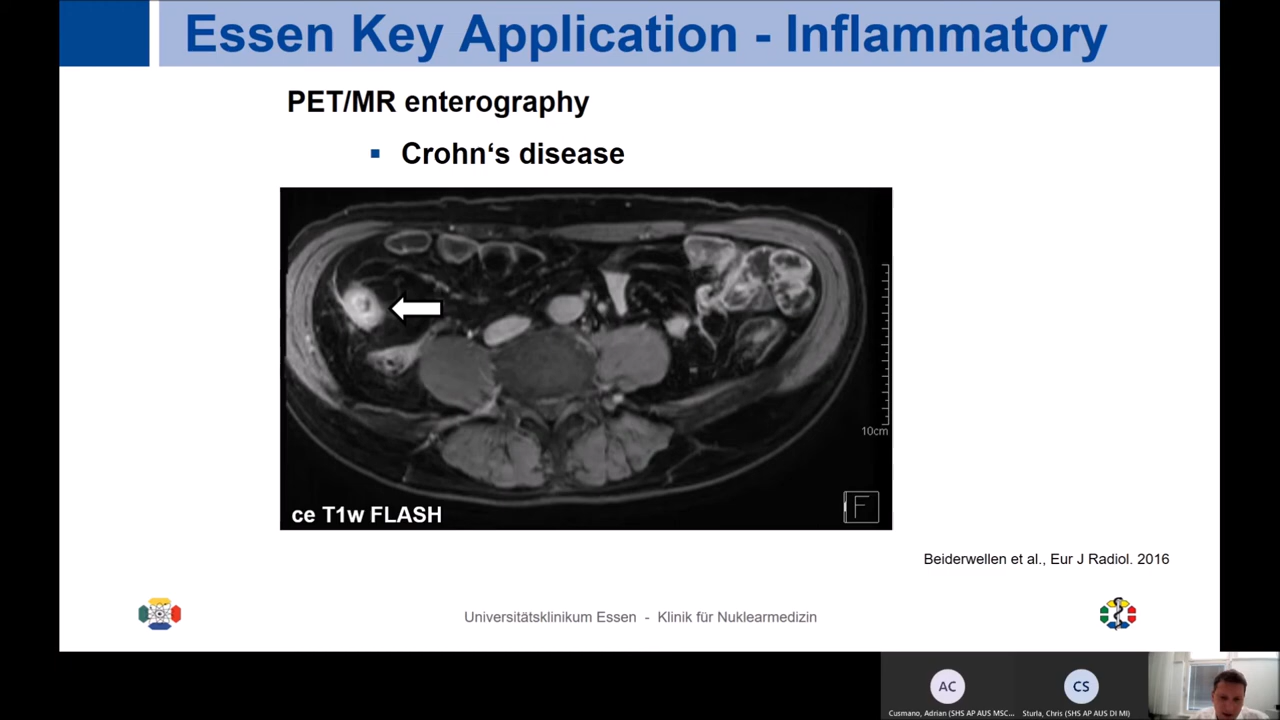 Essen Key Application - Inflammatory
PET/MR enterography
▪ Crohn‘s disease
10cm
F
ce T1w FLASH
Beiderwellen et al., Eur J Radiol. 2016
Universitätsklinikum Essen - Klinik für Nuklearmedizin
AC
CS
Cusmano, Adrian (SHS AP AUS MSC...
Sturla, Chris (SHS AP AUS DI MI)